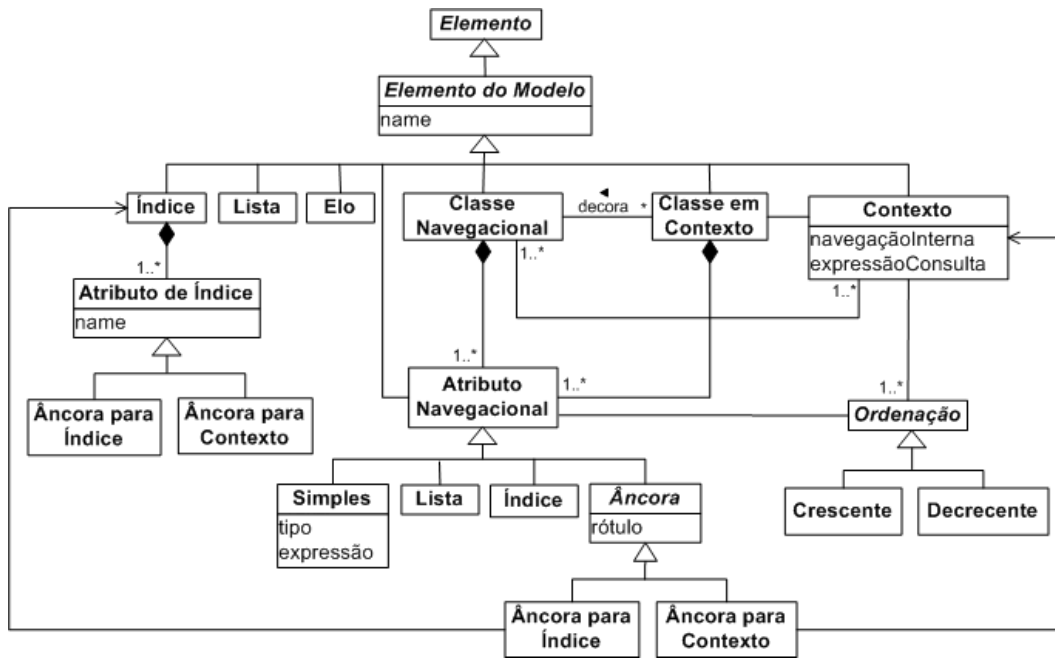 Elemento
Elemento do Modelo
name
Índice
Lista
Elo
Classe
Navegacional
decora
*
Classe em
Contexto
Contexto
navegaçãoInterna
expressãoConsulta
1..*
1..*
1..*
Atributo de Índice
name
Âncora para
Índice
Âncora para
Contexto
1..*
Atributo
Navegacional
1..*
1..*
Ordenação
Crescente
Decrecente
Simples
tipo
expressão
Lista
Índice
Âncora
rótulo
Âncora para
Índice
Âncora para
Contexto